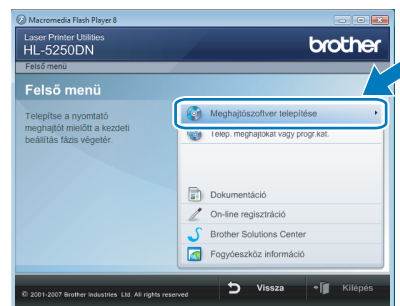 Macromedia Flash Player 8
Laser Printer Utilities
HL-5250DN
brother
Felső menü
Felső menü
Telepítse a nyomtató
meghajtót mielőtt a kezdeti
beállítás fázis végetér.
Meghajtószoftver telepítése
Telep. meghajtókat vagy progr.kat.
Dokumentáció
On-line regisztráció
Brother Solutions Center
Fogyóeszköz információ
© 2001-2007 Brother Industries Ltd. All rights reserved
Vissza
Kilépés